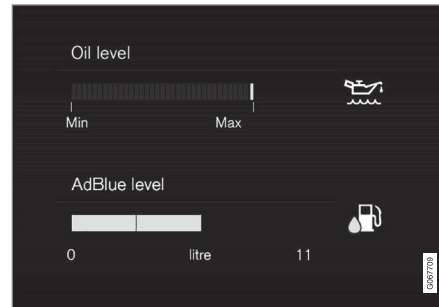 Oil level
Min Max
AdBlue level
0 litre 11
G067709